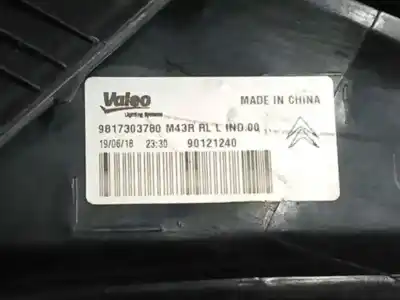 Valeo
Lighting Systems
MADE IN CHINA
9817303780 M43R RL L IND.00
19/06/18 23:30 90121240